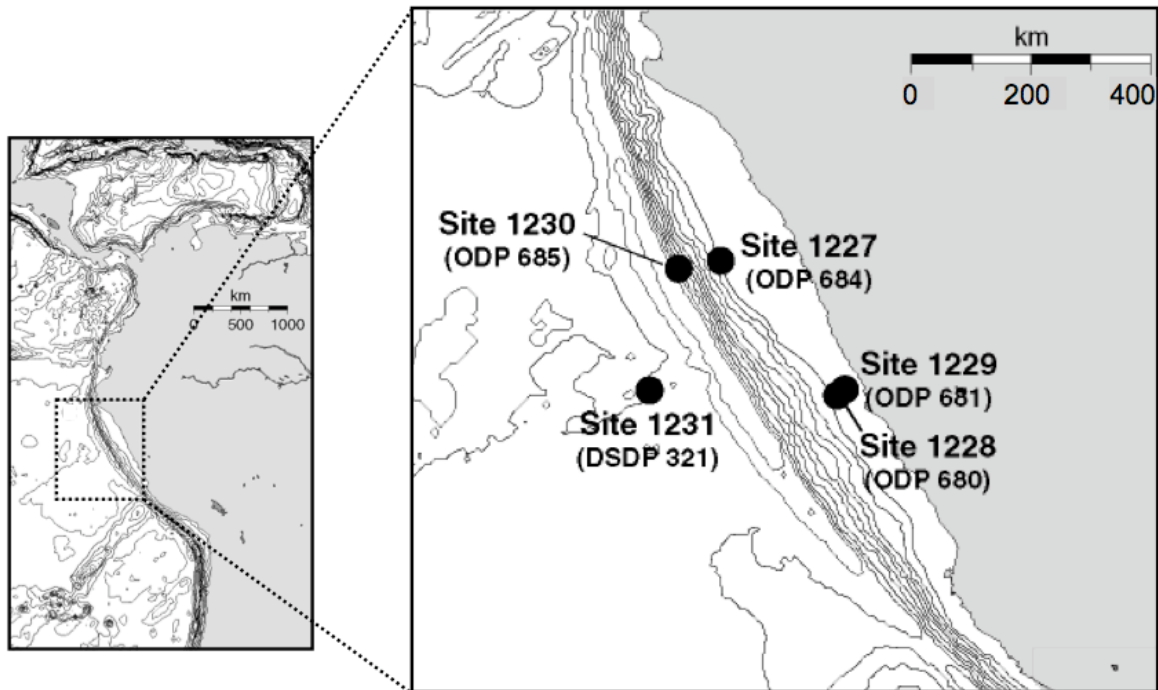 km
0 200 400
Site 1230
(ODP 685)
Site 1227
(ODP 684)
km
0 500 1000
Site 1229
(ODP 681)
Site 1231
(DSDP 321)
Site 1228
(ODP 680)